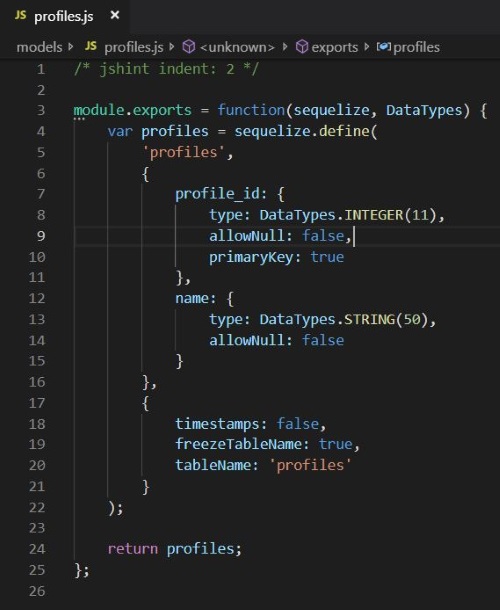 JS profiles.js ×
models JS profiles.js <unknown> exports profiles
1 /* jshint indent: 2 */
2
3 module.exports = function(sequelize, DataTypes) {
4     var profiles = sequelize.define(
5         'profiles',
6         {
7             profile_id: {
8                 type: DataTypes.INTEGER(11),
9                 allowNull: false,
10                 primaryKey: true
11             },
12             name: {
13                 type: DataTypes.STRING(50),
14                 allowNull: false
15             }
16         },
17         {
18             timestamps: false,
19             freezeTableName: true,
20             tableName: 'profiles'
21         }
22     );
23
24     return profiles;
25 };
26